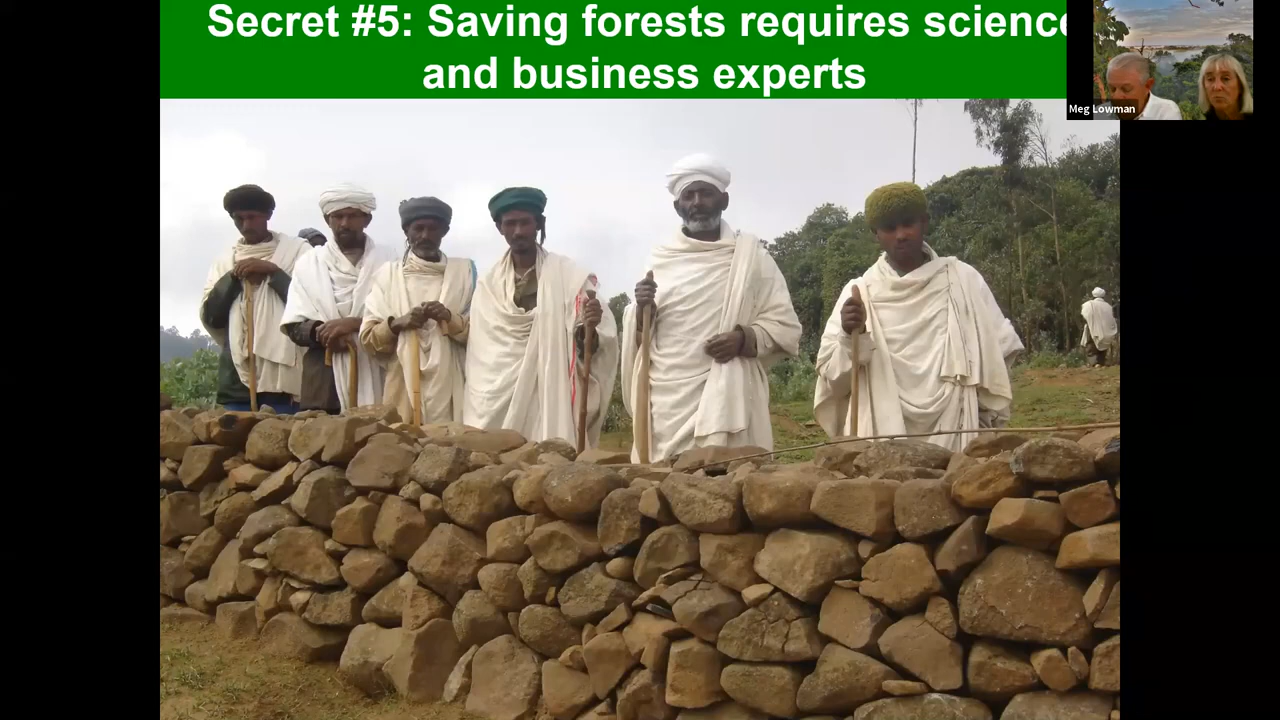 Secret #5: Saving forests requires science
and business experts
Meg Lowman